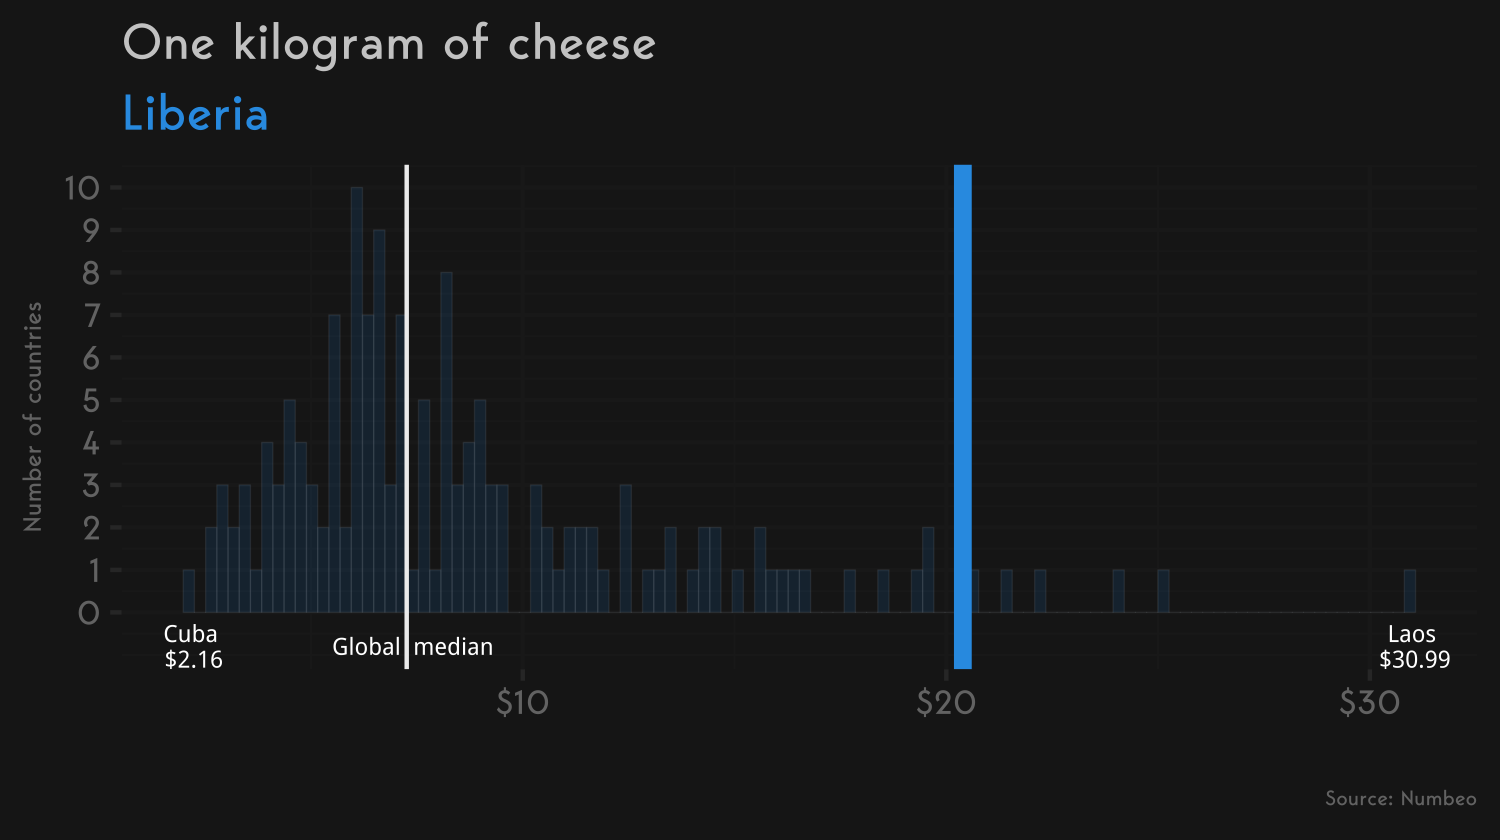 One kilogram of cheese
Liberia
Number of countries
10
9
8
7
6
5
4
3
2
1
0
Cuba
$2.16
Global median
Laos
$30.99
$10
$20
$30
Source: Numbeo